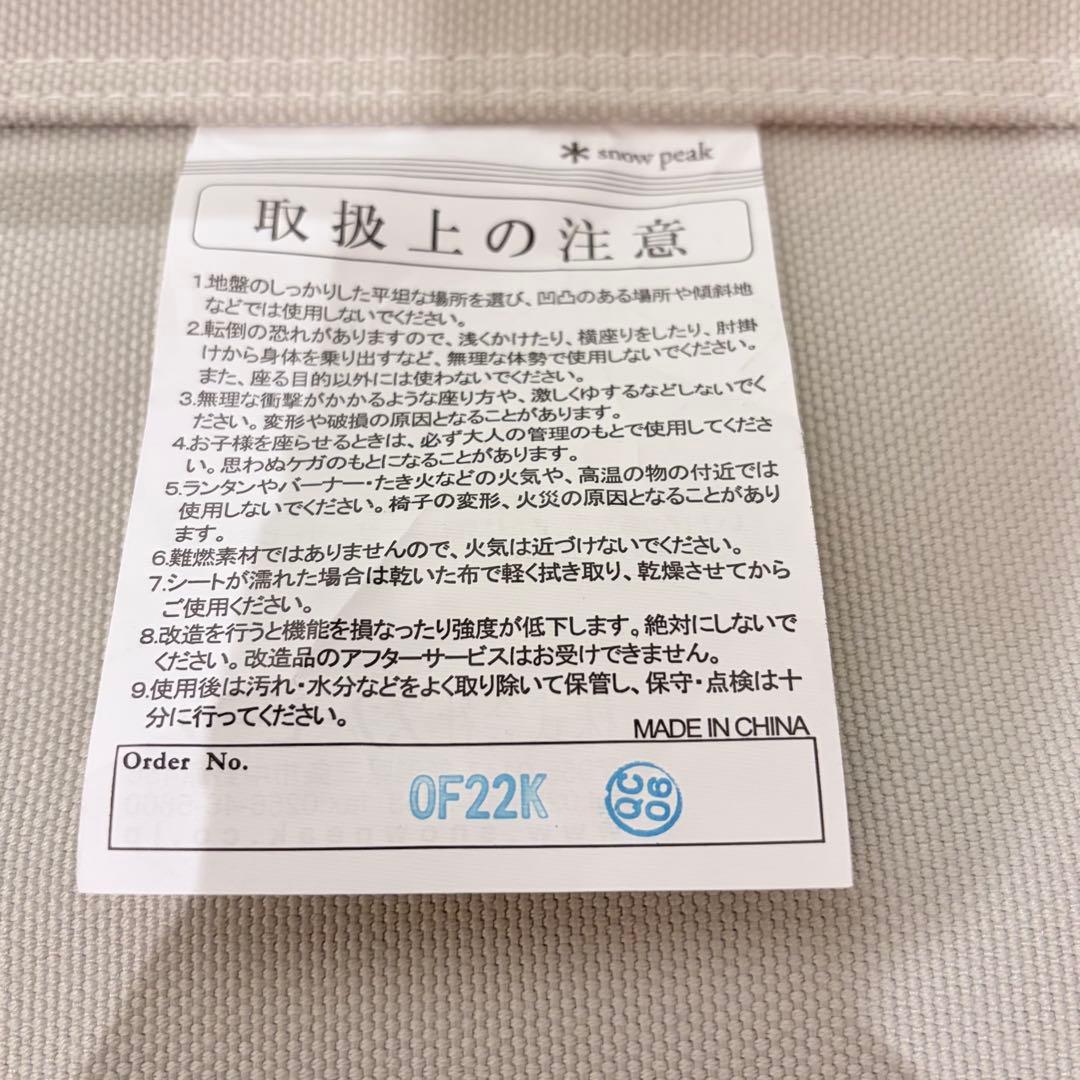 snow peak
取扱上の注意
1.地盤のしっかりした平坦な場所を選び、凹凸のある場所や傾斜地
などでは使用しないでください。
2.転倒の恐れがありますので、浅くかけたり、横座りをしたり、肘掛
けから身体を乗り出すなど、無理な体勢で使用しないでください。
また、座る目的以外には使わないでください。
3.無理な衝撃がかかるような座り方や、激しくゆするなどしないでく
ださい。変形や破損の原因となることがあります。
4.お子様を座らせるときは、必ず大人の管理のもとで使用してくださ
い。思わぬケガのもとになることがあります。
5.ランタンやバーナー・たき火などの火気や、高温の物の付近では
使用しないでください。椅子の変形、火災の原因となることがあり
ます。
6.難燃素材ではありませんので、火気は近づけないでください。
7.シートが濡れた場合は乾いた布で軽く拭き取り、乾燥させてから
ご使用ください。
8.改造を行うと機能を損なったり強度が低下します。絶対にしないで
ください。改造品のアフターサービスはお受けできません。
9.使用後は汚れ・水分などをよく取り除いて保管し、保守・点検は十
分に行ってください。
MADE IN CHINA
Order No.
OF22K
QC
06